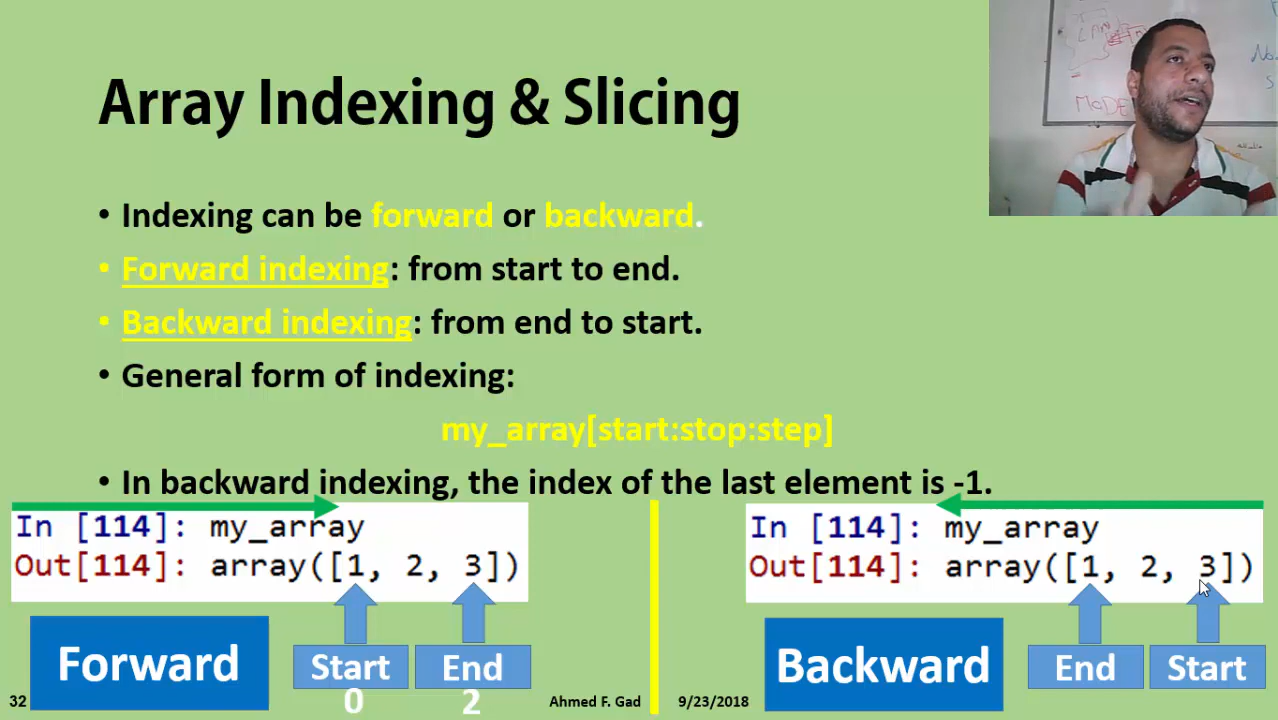 Array Indexing & Slicing
• Indexing can be forward or backward.
• Forward indexing: from start to end.
• Backward indexing: from end to start.
• General form of indexing:
my_array[start:stop:step]
• In backward indexing, the index of the last element is -1.
In [114]: my_array
Out[114]: array([1, 2, 3])
Forward
Start
0
End
2
In [114]: my_array
Out[114]: array([1, 2, 3])
Backward
End
Start
32
Ahmed F. Gad
9/23/2018